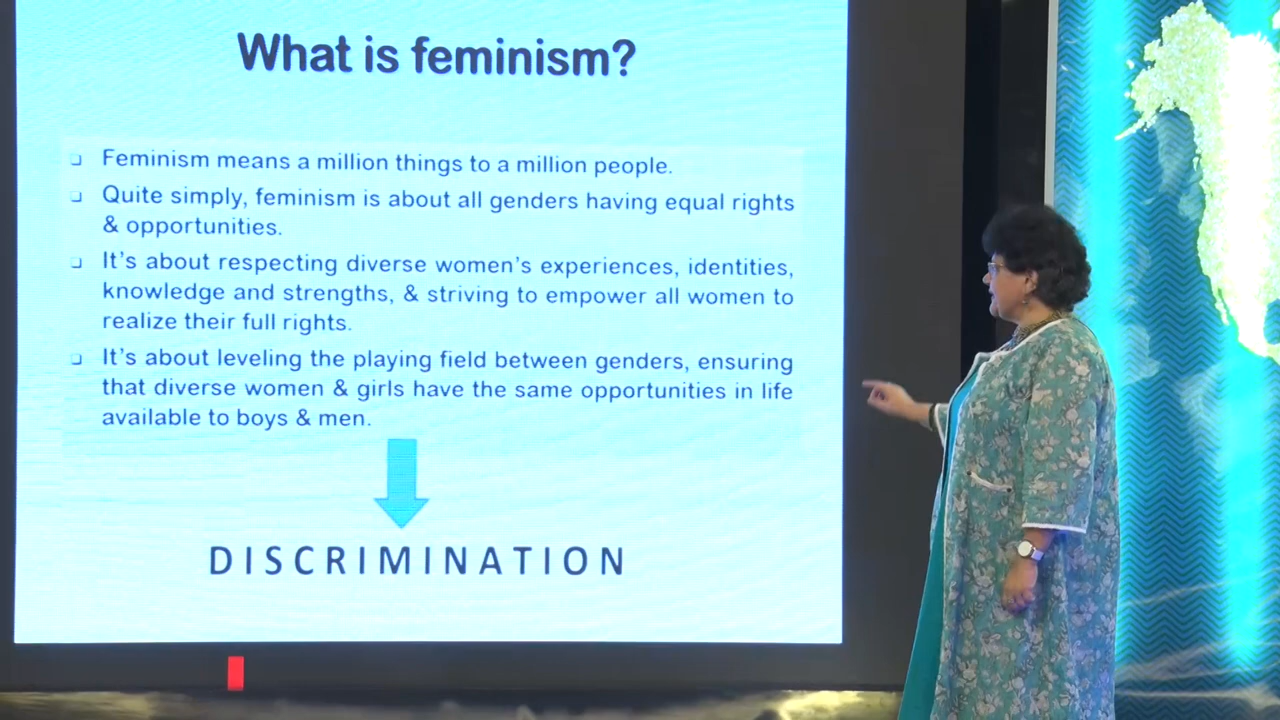 What is feminism?
❑ Feminism means a million things to a million people.
❑ Quite simply, feminism is about all genders having equal rights
& opportunities.
❑ It's about respecting diverse women's experiences, identities,
knowledge and strengths, & striving to empower all women to
realize their full rights.
❑ It's about leveling the playing field between genders, ensuring
that diverse women & girls have the same opportunities in life
available to boys & men.
DISCRIMINATION